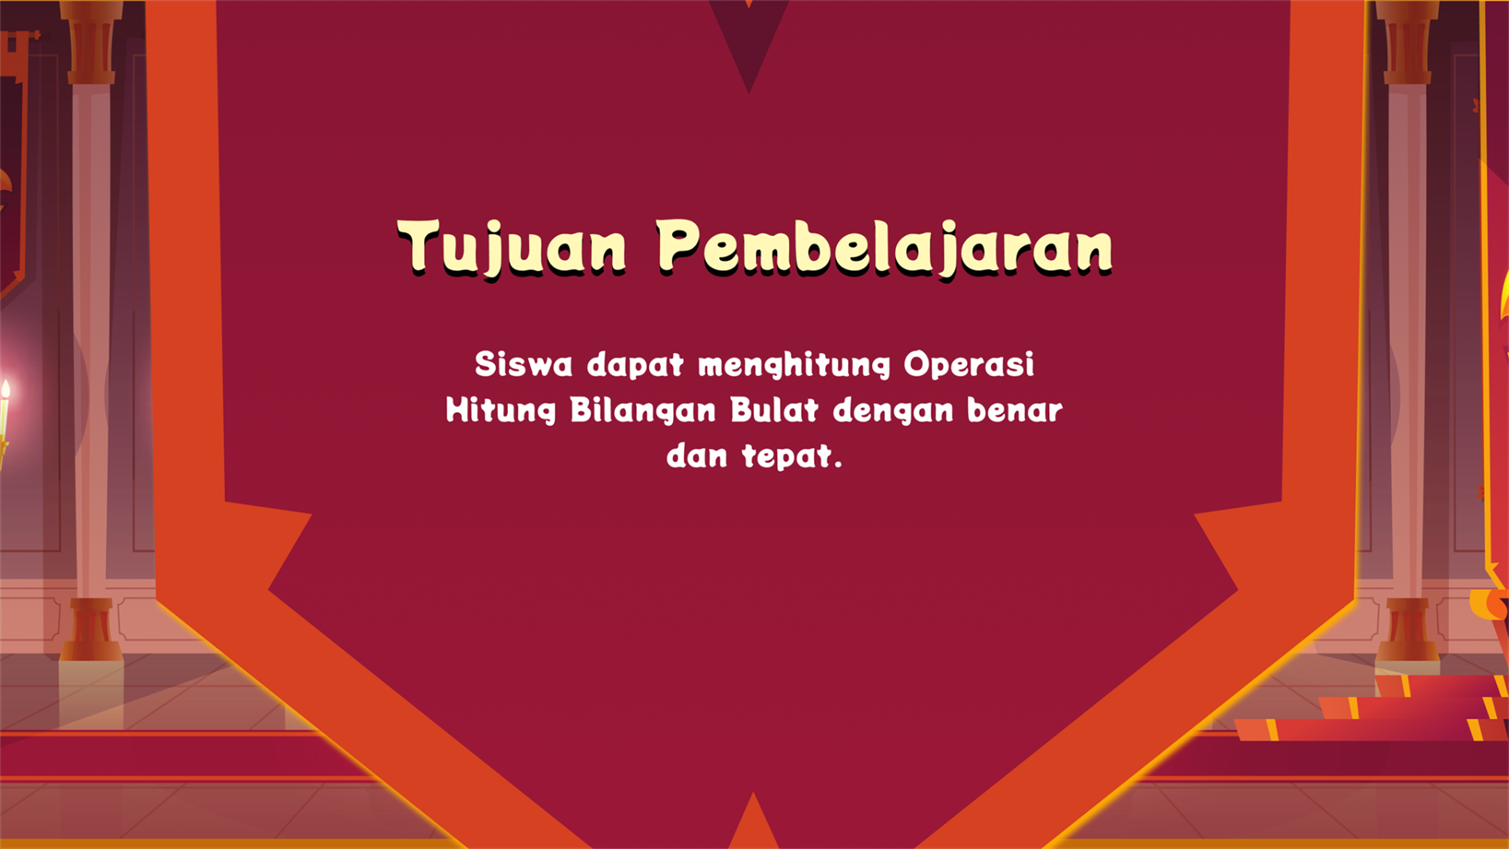 Tujuan Pembelajaran
Siswa dapat menghitung Operasi
Hitung Bilangan Bulat dengan benar
dan tepat.